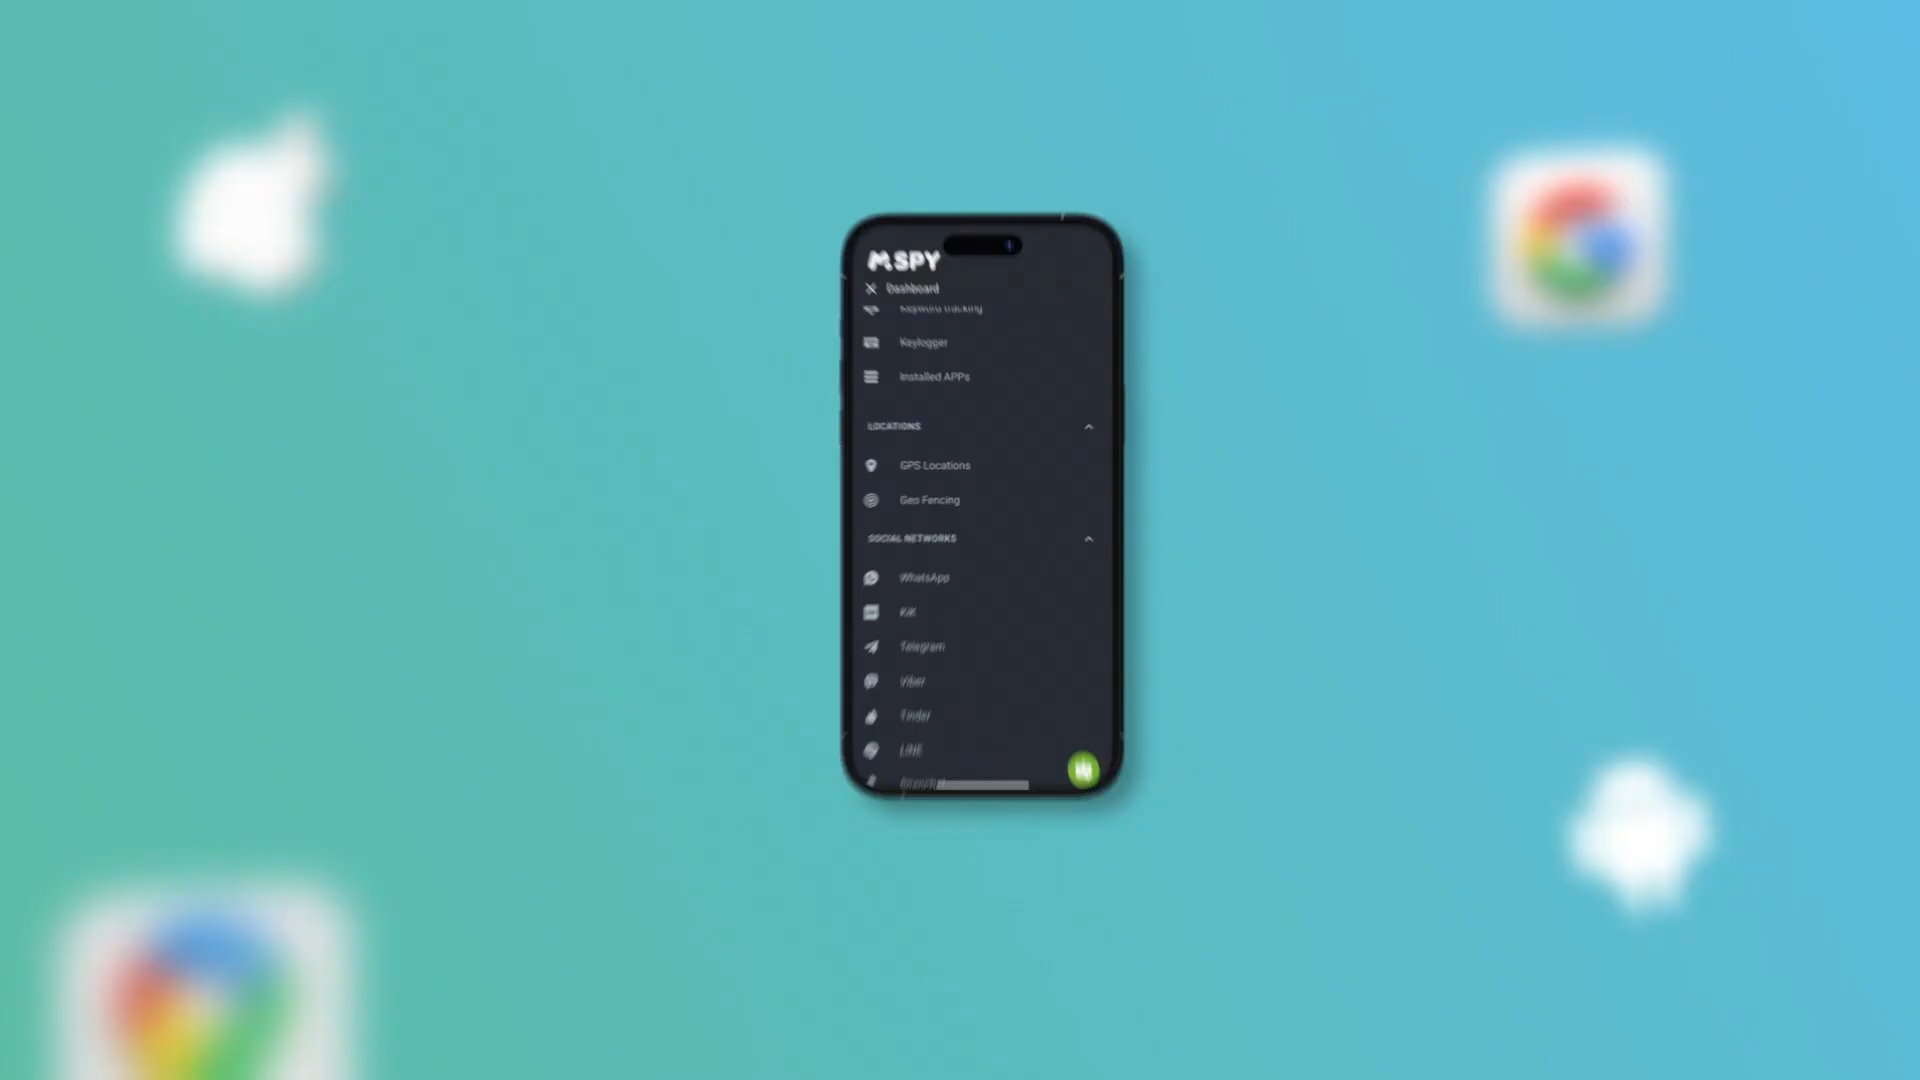 mSPY
Dashboard
Keyword tracking
Keylogger
Installed APPs
LOCATIONS
GPS Locations
Geo Fencing
SOCIAL NETWORKS
WhatsApp
KiK
Telegram
Viber
Tinder
LINE